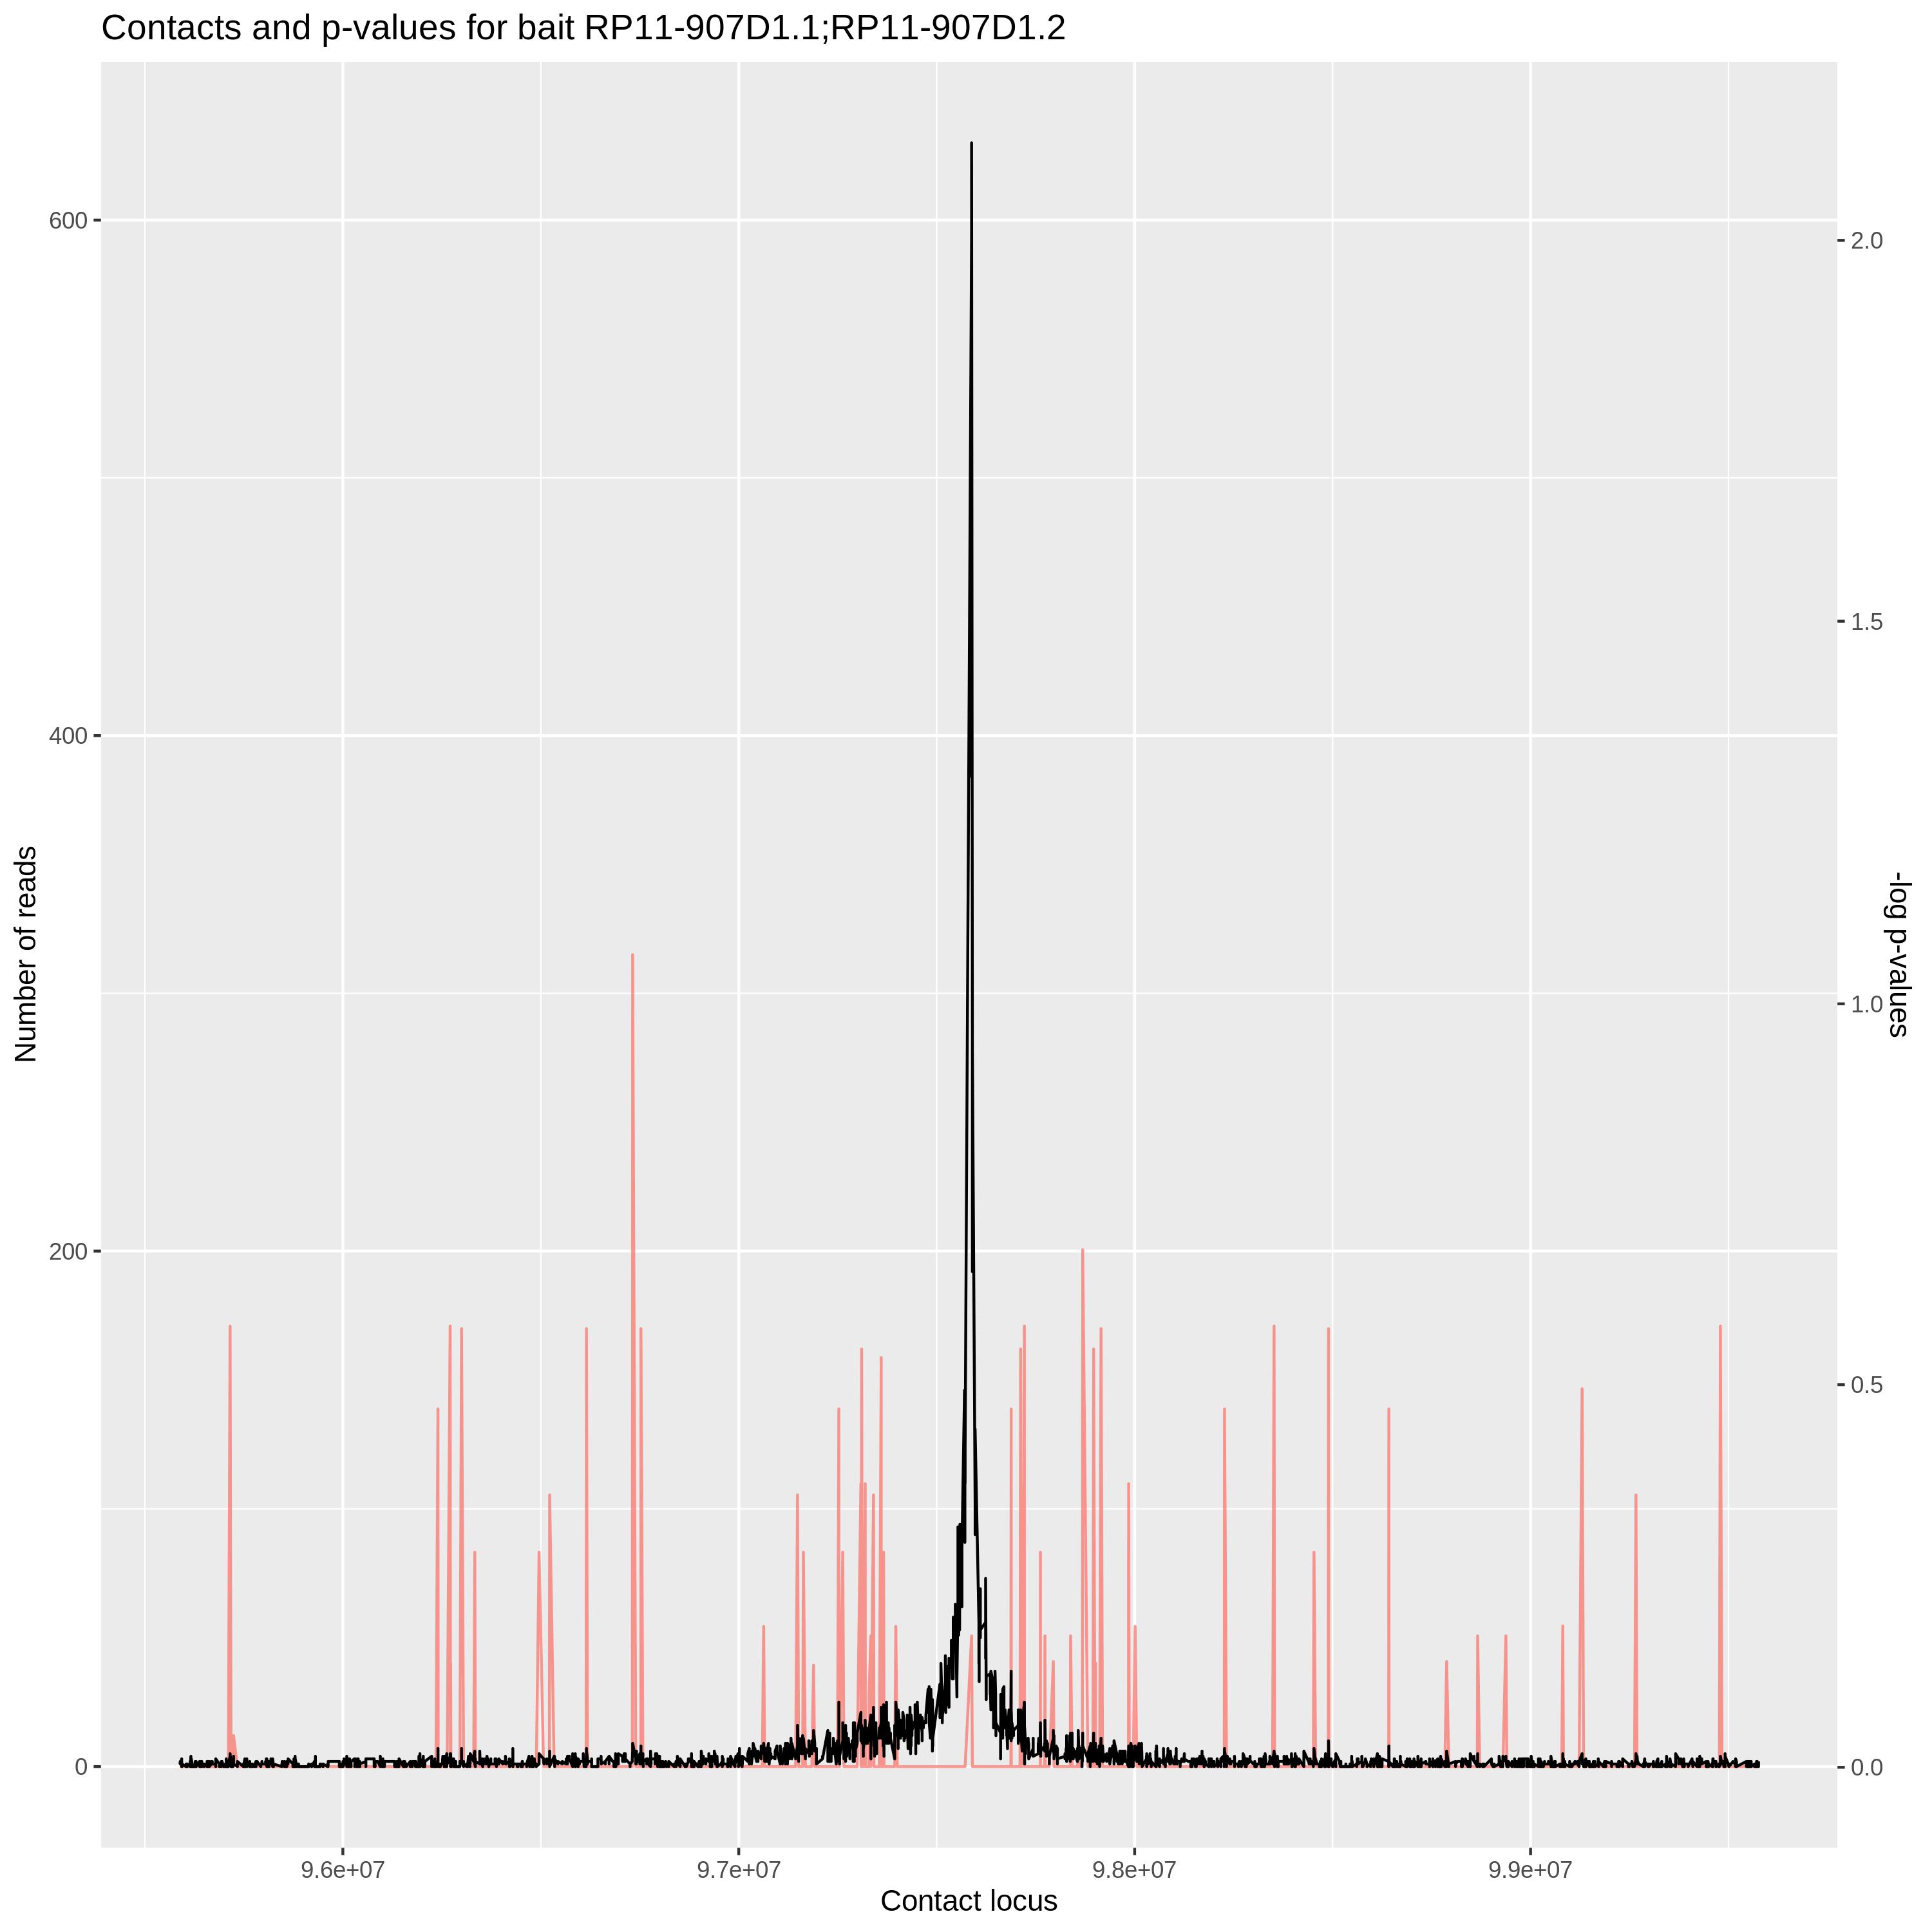 Contacts and p-values for bait RP11-907D1.1;RP11-907D1.2
600
400
200
0
Number of reads
2.0
1.5
1.0
0.5
0.0
-log p-values
9.6e+07
9.7e+07
9.8e+07
9.9e+07
Contact locus